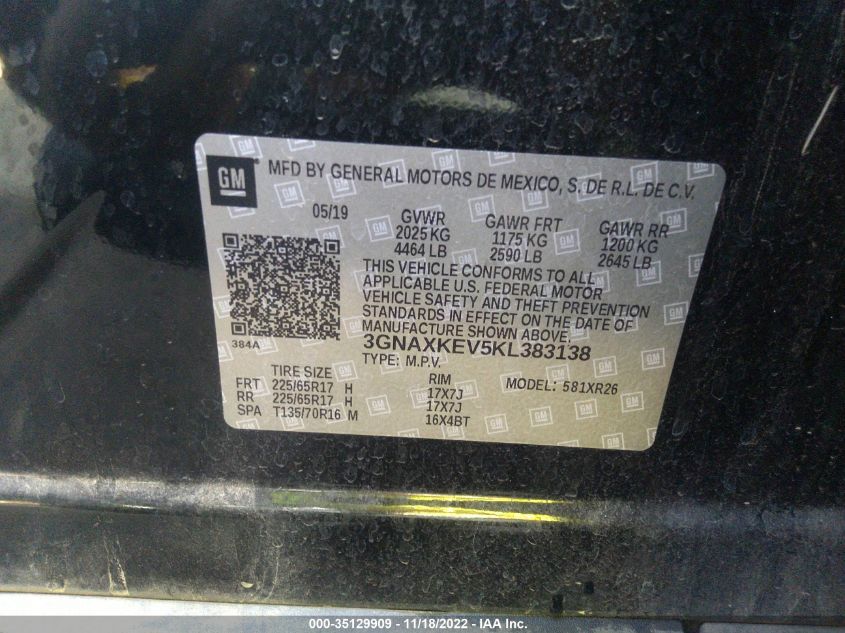 GM MFD BY GENERAL MOTORS DE MEXICO, S. DE R.L. DE C.V.
05/19 GVWR GAWR FRT GAWR RR
2025 KG 1175 KG 1200 KG
4464 LB 2590 LB 2645 LB
THIS VEHICLE CONFORMS TO ALL
APPLICABLE U.S. FEDERAL MOTOR
VEHICLE SAFETY AND THEFT PREVENTION
STANDARDS IN EFFECT ON THE DATE OF
MANUFACTURE SHOWN ABOVE.
384A
3GNAXKEV5KL383138
TYPE: M.P.V.
TIRE SIZE RIM MODEL: 581XR26
FRT 225/65R17 H 17X7J
RR 225/65R17 H 17X7J
SPA T135/70R16 M 16X4BT
000-35129909 - 11/18/2022 - IAA Inc.